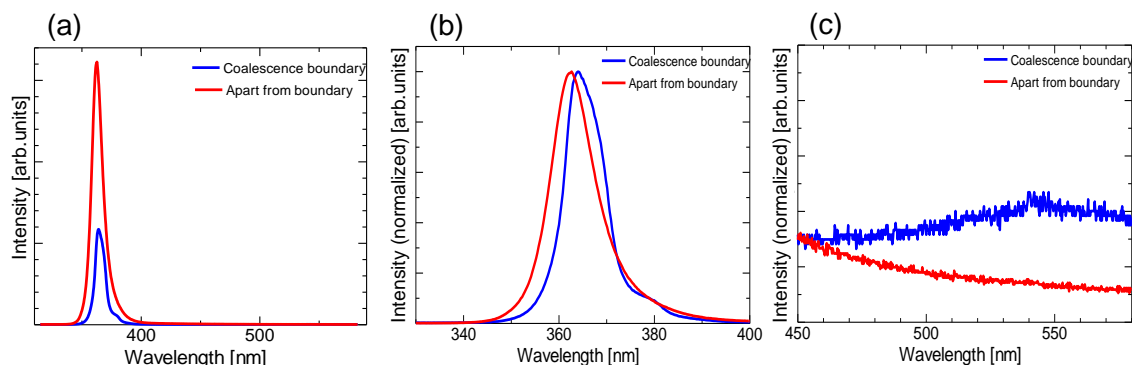 (a)
Intensity [arb.units]
Coalescence boundary
Apart from boundary
400
500
Wavelength [nm]
(b)
Intensity (normalized) [arb.units]
Coalescence boundary
Apart from boundary
340
360
380
400
Wavelength [nm]
(c)
Intensity (normalized) [arb.units]
Coalescence boundary
Apart from boundary
450
500
550
Wavelength [nm]